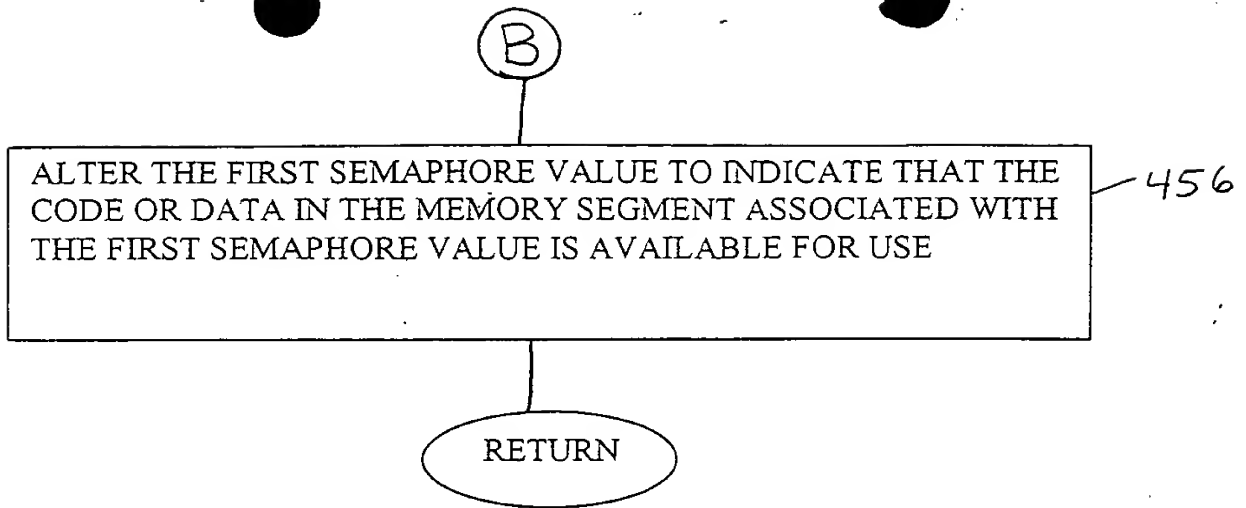 B
ALTER THE FIRST SEMAPHORE VALUE TO INDICATE THAT THE
CODE OR DATA IN THE MEMORY SEGMENT ASSOCIATED WITH
THE FIRST SEMAPHORE VALUE IS AVAILABLE FOR USE
456
RETURN